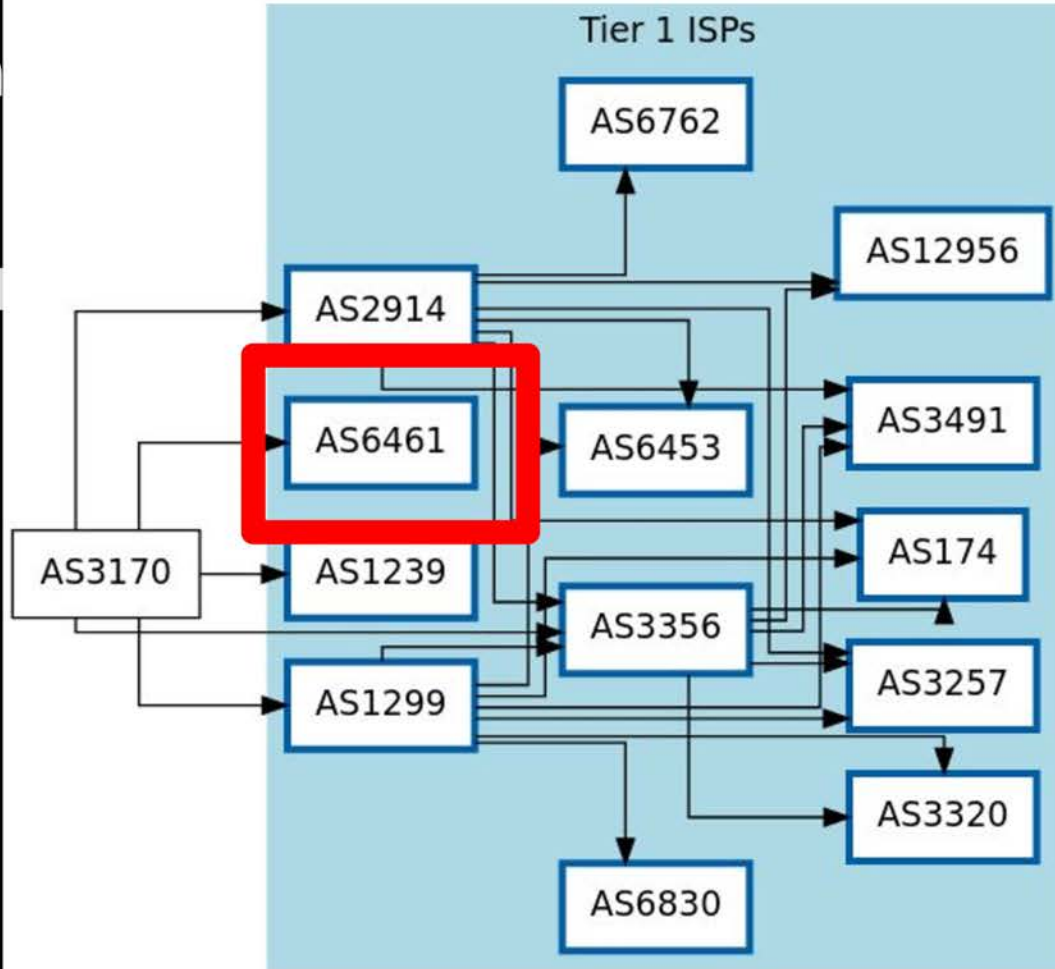 Tier 1 ISPs
AS6762
AS12956
AS2914
AS3491
AS6461
AS6453
AS174
AS3170
AS1239
AS3356
AS3257
AS1299
AS3320
AS6830